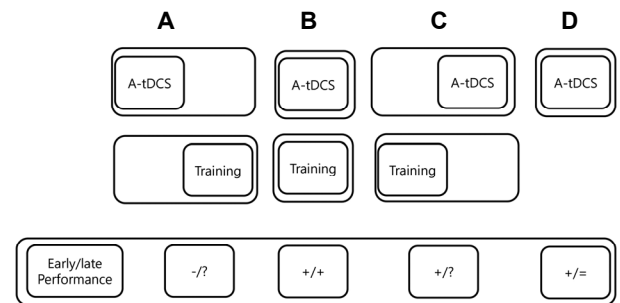 A B C D
A-tDCS A-tDCS A-tDCS A-tDCS
Training Training Training
Early/late
Performance
-/? +/+ +/? +/=